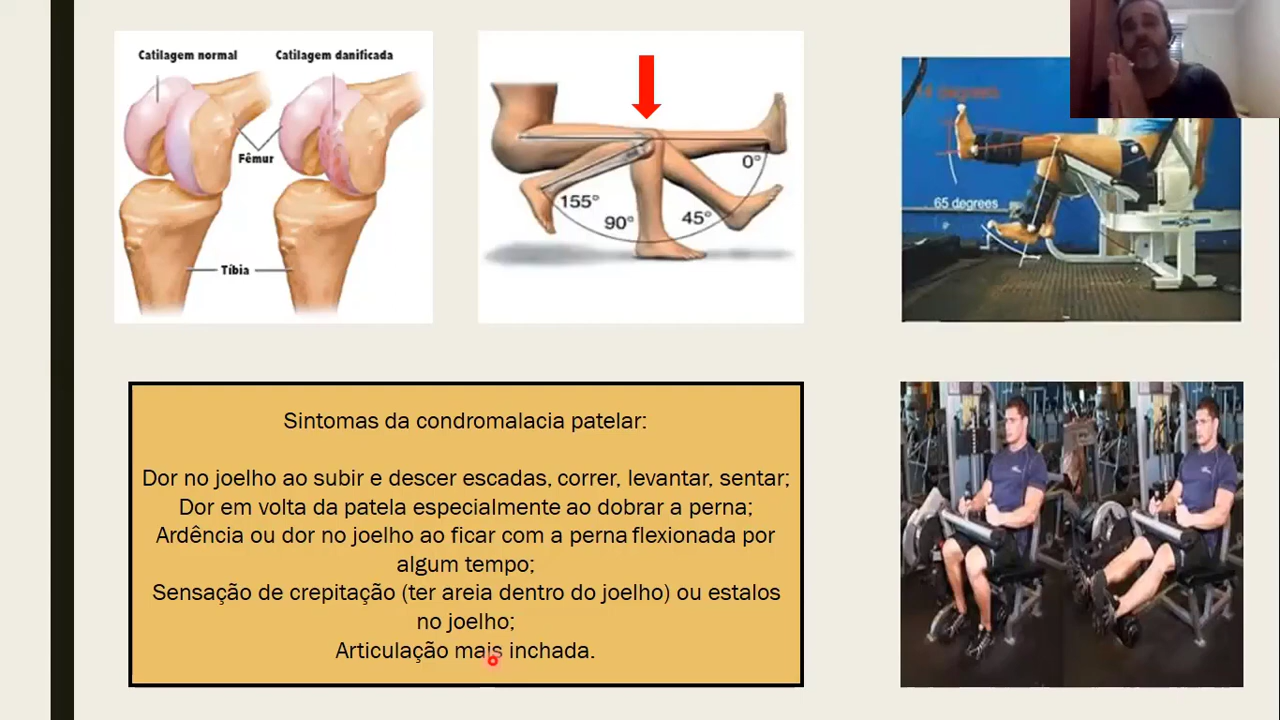 Catilagem normal
Catilagem danificada
Fêmur
Tíbia
155°
90°
45°
0°
degrees
65 degrees
Sintomas da condromalacia patelar:
Dor no joelho ao subir e descer escadas, correr, levantar, sentar;
Dor em volta da patela especialmente ao dobrar a perna;
Ardência ou dor no joelho ao ficar com a perna flexionada por
algum tempo;
Sensação de crepitação (ter areia dentro do joelho) ou estalos
no joelho;
Articulação mais inchada.